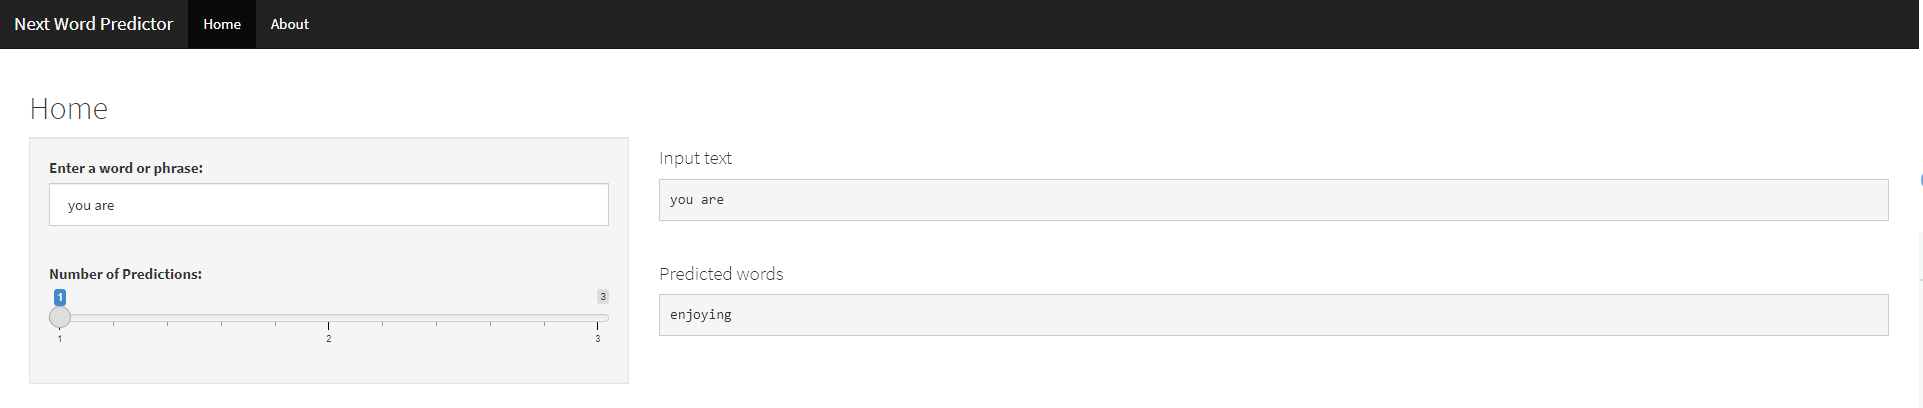 Next Word Predictor Home About
Home
Enter a word or phrase:
you are
Number of Predictions:
1 3
1 2 3
Input text
you are
Predicted words
enjoying